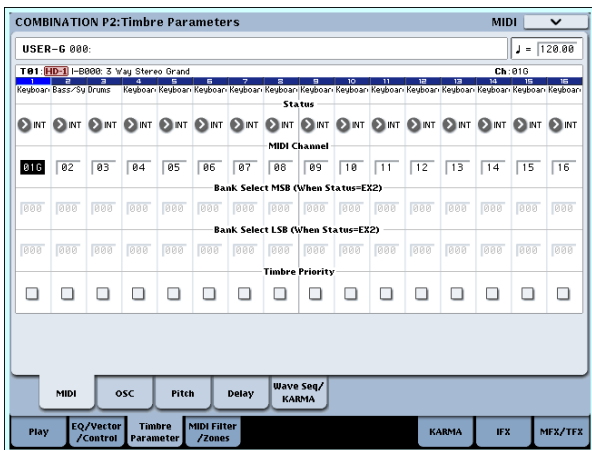 COMBINATION P2:Timbre Parameters MIDI
USER-G 000: ♩ = 120.00
T01: HD-1 I-B000: 3 Way Stereo Grand Ch:01G
1 2 3 4 5 6 7 8 9 10 11 12 13 14 15 16
Keyboar Bass/Sy Drums Keyboar Keyboar Keyboar Keyboar Keyboar Keyboar Keyboar Keyboar Keyboar Keyboar Keyboar Keyboar Keyboar
Status
INT INT INT INT INT INT INT INT INT INT INT INT INT INT INT INT
MIDI Channel
01G 02 03 04 05 06 07 08 09 10 11 12 13 14 15 16
Bank Select MSB (When Status=EX2)
000 000 000 000 000 000 000 000 000 000 000 000 000 000 000 000
Bank Select LSB (When Status=EX2)
000 000 000 000 000 000 000 000 000 000 000 000 000 000 000 000
Timbre Priority
MIDI OSC Pitch Delay Wave Seq/
KARMA
Play EQ/Vector Timbre MIDI Filter KARMA IFX MFX/TFX
/Control Parameter /Zones